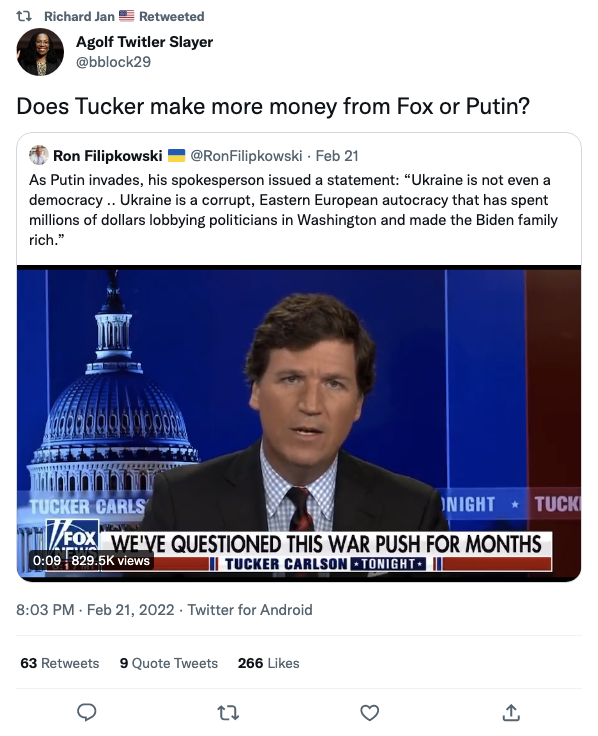 Richard Jan 🇺🇸 Retweeted
Agolf Twitler Slayer
@bblock29
Does Tucker make more money from Fox or Putin?
Ron Filipkowski 🇺🇦 @RonFilipkowski · Feb 21
As Putin invades, his spokesperson issued a statement: “Ukraine is not even a
democracy .. Ukraine is a corrupt, Eastern European autocracy that has spent
millions of dollars lobbying politicians in Washington and made the Biden family
rich.”
TUCKER CARLS
ONIGHT ★ TUCK
FOX
NEWS
WE'VE QUESTIONED THIS WAR PUSH FOR MONTHS
TUCKER CARLSON ★TONIGHT★
0:09 829.5K views
8:03 PM · Feb 21, 2022 · Twitter for Android
63 Retweets 9 Quote Tweets 266 Likes